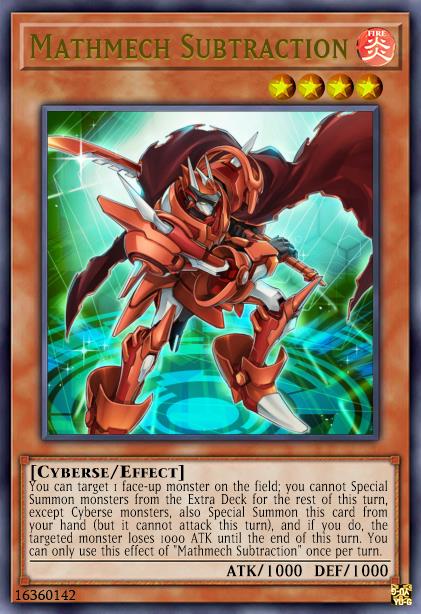 MATHMECH SUBTRACTION
FIRE
炎
[CYBERSE/EFFECT]
You can target 1 face-up monster on the field; you cannot Special
Summon monsters from the Extra Deck for the rest of this turn,
except Cyberse monsters, also Special Summon this card from
your hand (but it cannot attack this turn), and if you do, the
targeted monster loses 1000 ATK until the end of this turn. You
can only use this effect of "Mathmech Subtraction" once per turn.
ATK/1000 DEF/1000
16360142